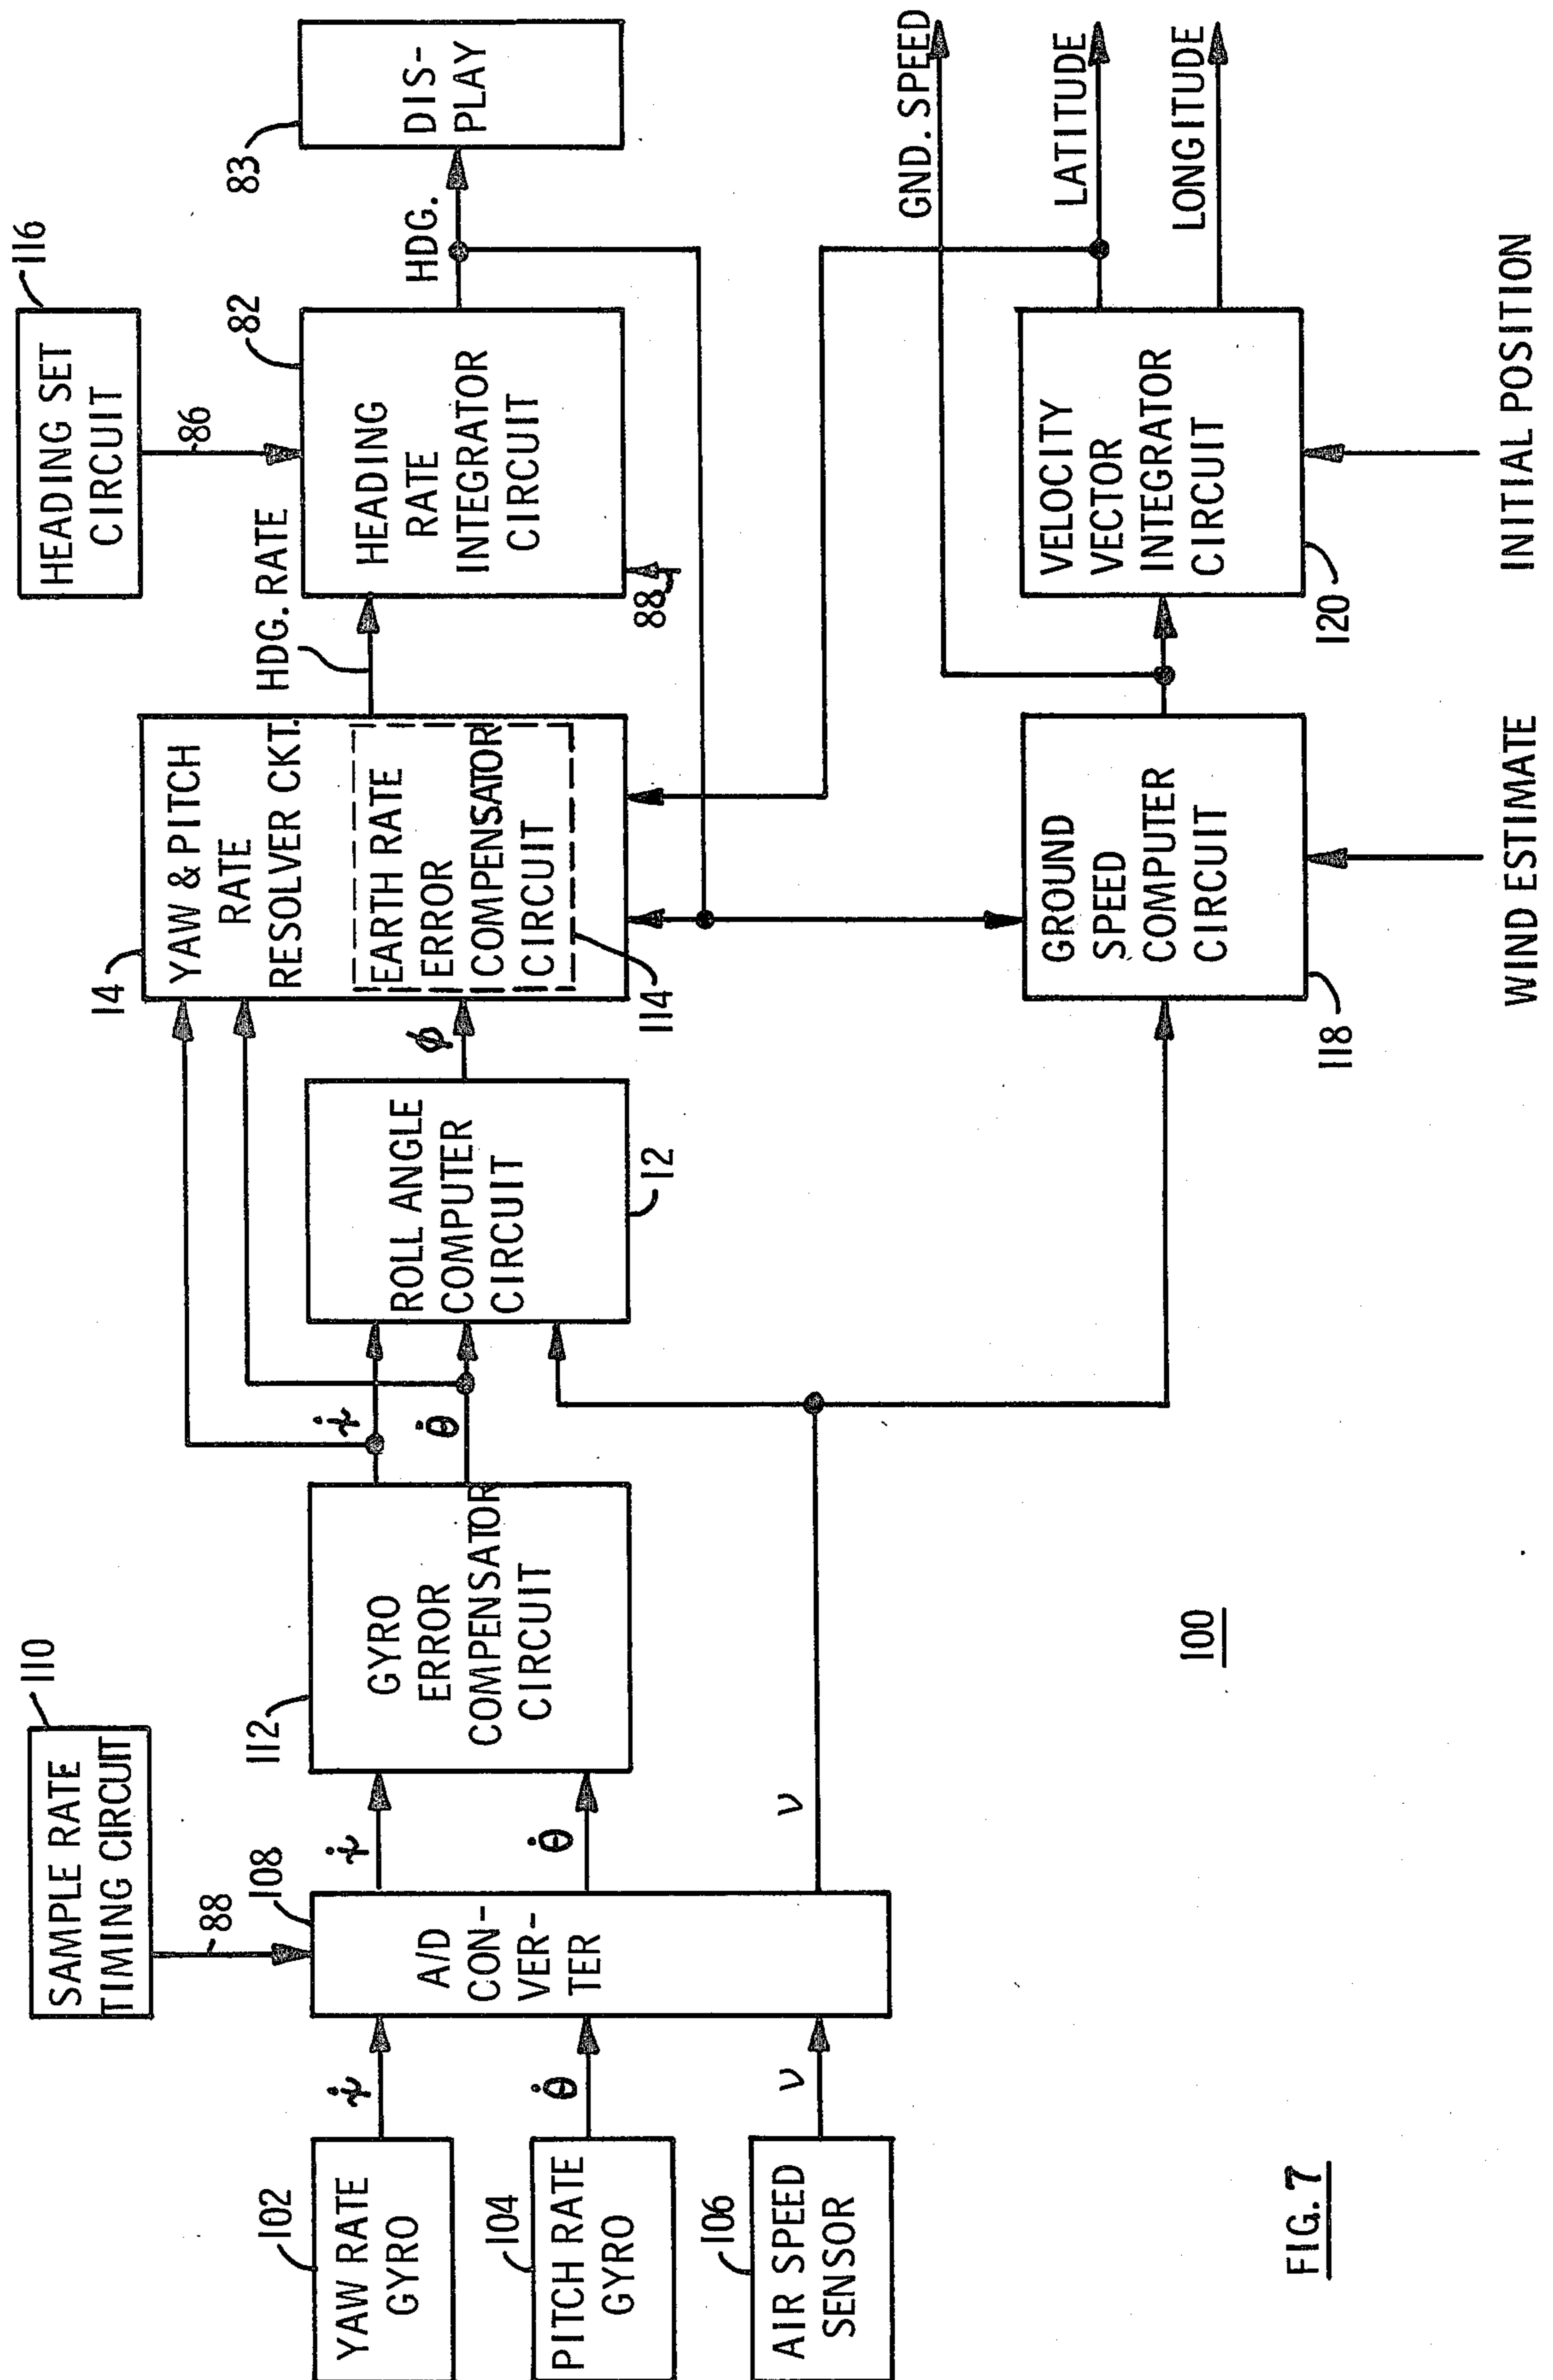 110
SAMPLE RATE
TIMING CIRCUIT
88
116
HEADING SET
CIRCUIT
86
102
YAW RATE
GYRO
104
PITCH RATE
GYRO
106
AIR SPEED
SENSOR
ψ̇
θ̇
ν
108
A/D
CON-
VER-
TER
ψ̇
θ̇
ν
112
GYRO
ERROR
COMPENSATOR
CIRCUIT
ψ̇
θ̇
ROLL ANGLE
COMPUTER
CIRCUIT
12
ϕ
14
YAW & PITCH
RATE
RESOLVER CKT.
EARTH RATE
ERROR
COMPENSATOR
CIRCUIT
114
HDG. RATE
82
HEADING
RATE
INTEGRATOR
CIRCUIT
88
HDG.
83
DIS-
PLAY
GND. SPEED
LATITUDE
LONGITUDE
GROUND
SPEED
COMPUTER
CIRCUIT
118
VELOCITY
VECTOR
INTEGRATOR
CIRCUIT
120
WIND ESTIMATE
INITIAL POSITION
100
FIG. 7